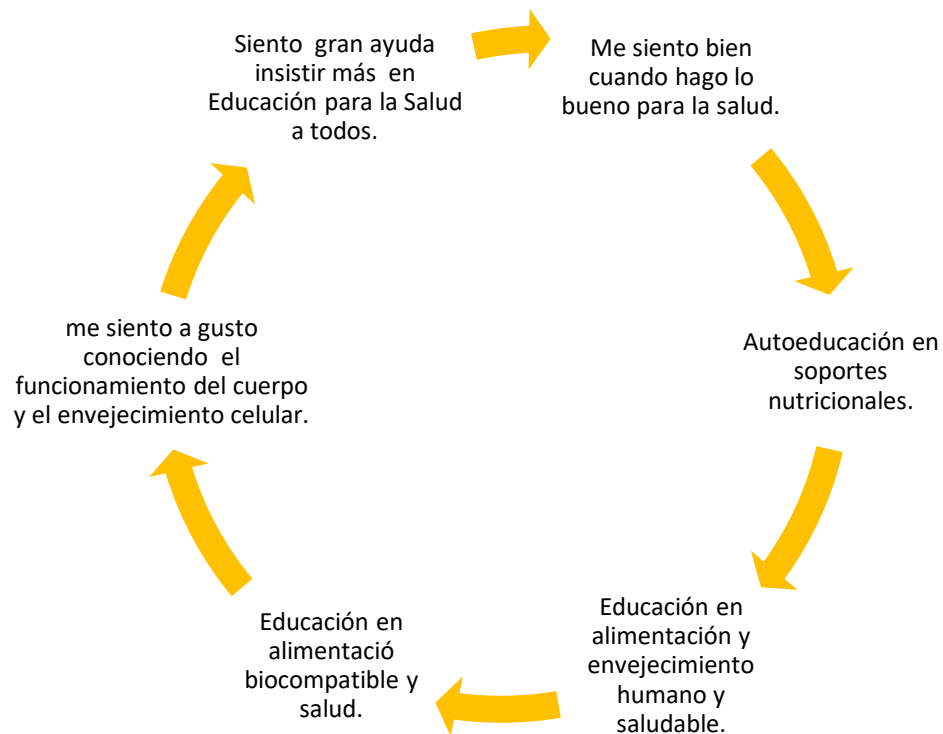 Siento gran ayuda
insistir más en
Educación para la Salud
a todos.
Me siento bien
cuando hago lo
bueno para la salud.
Autoeducación en
soportes
nutricionales.
Educación en
alimentación y
envejecimiento
humano y
saludable.
Educación en
alimentació
biocompatible y
salud.
me siento a gusto
conociendo el
funcionamiento del cuerpo
y el envejecimiento celular.